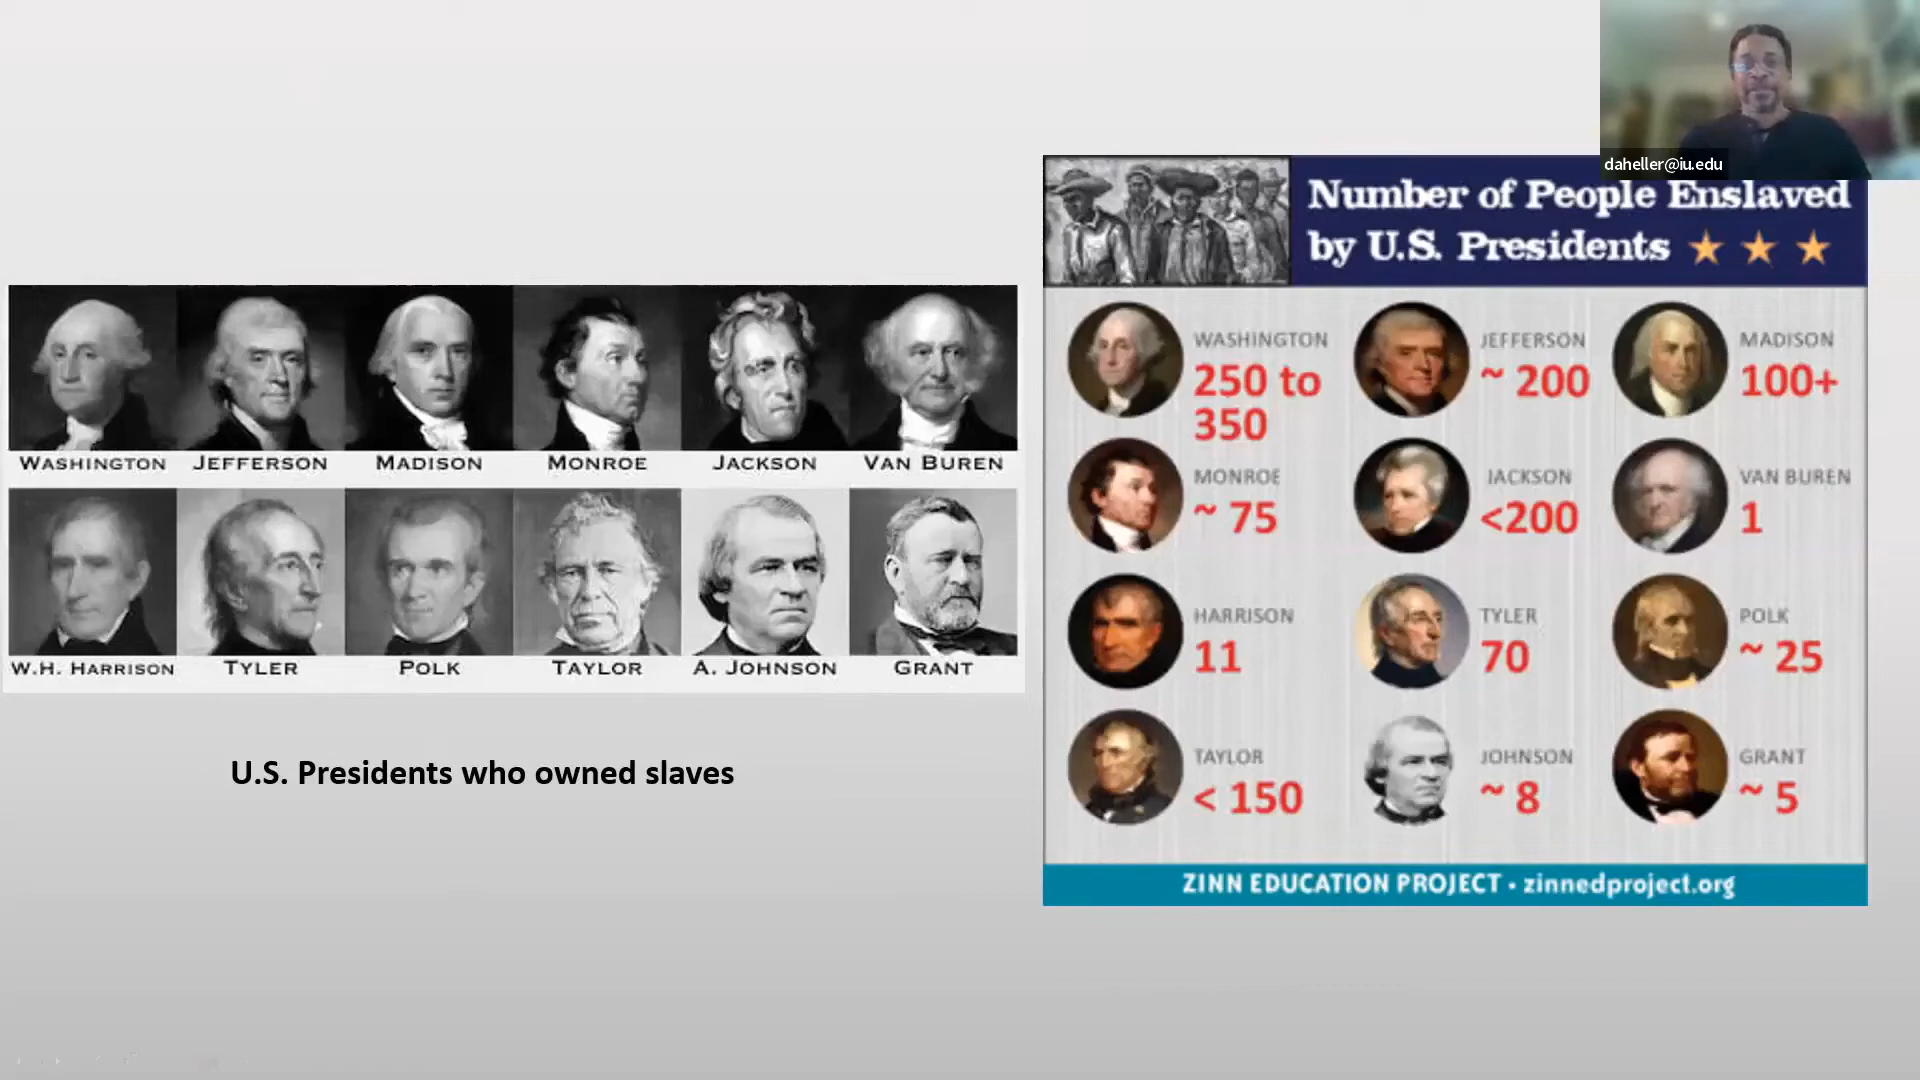 daheller@iu.edu
WASHINGTON JEFFERSON MADISON MONROE JACKSON VAN BUREN
W.H. HARRISON TYLER POLK TAYLOR A. JOHNSON GRANT
U.S. Presidents who owned slaves
Number of People Enslaved
by U.S. Presidents
WASHINGTON
250 to
350
JEFFERSON
~ 200
MADISON
100+
MONROE
~ 75
JACKSON
<200
VAN BUREN
1
HARRISON
11
TYLER
70
POLK
~ 25
TAYLOR
< 150
JOHNSON
~ 8
GRANT
~ 5
ZINN EDUCATION PROJECT • zinnedproject.org